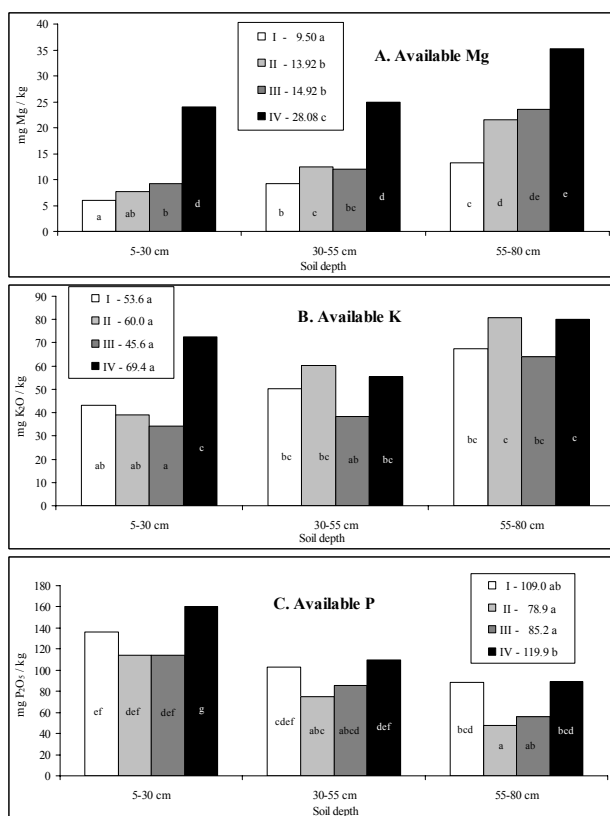 A. Available Mg
I - 9.50 a
II - 13.92 b
III - 14.92 b
IV - 28.08 c
mg Mg / kg
40
35
30
25
20
15
10
5
0
a ab b d
b c bc d
c d de e
5-30 cm 30-55 cm 55-80 cm
Soil depth
B. Available K
I - 53.6 a
II - 60.0 a
III - 45.6 a
IV - 69.4 a
mg K₂O / kg
90
80
70
60
50
40
30
20
10
0
ab ab a c
bc bc ab bc
bc c bc c
5-30 cm 30-55 cm 55-80 cm
Soil depth
C. Available P
I - 109.0 ab
II - 78.9 a
III - 85.2 a
IV - 119.9 b
mg P₂O₅ / kg
180
160
140
120
100
80
60
40
20
0
ef def def g
cdef abc abcd def
bcd a ab bcd
5-30 cm 30-55 cm 55-80 cm
Soil depth